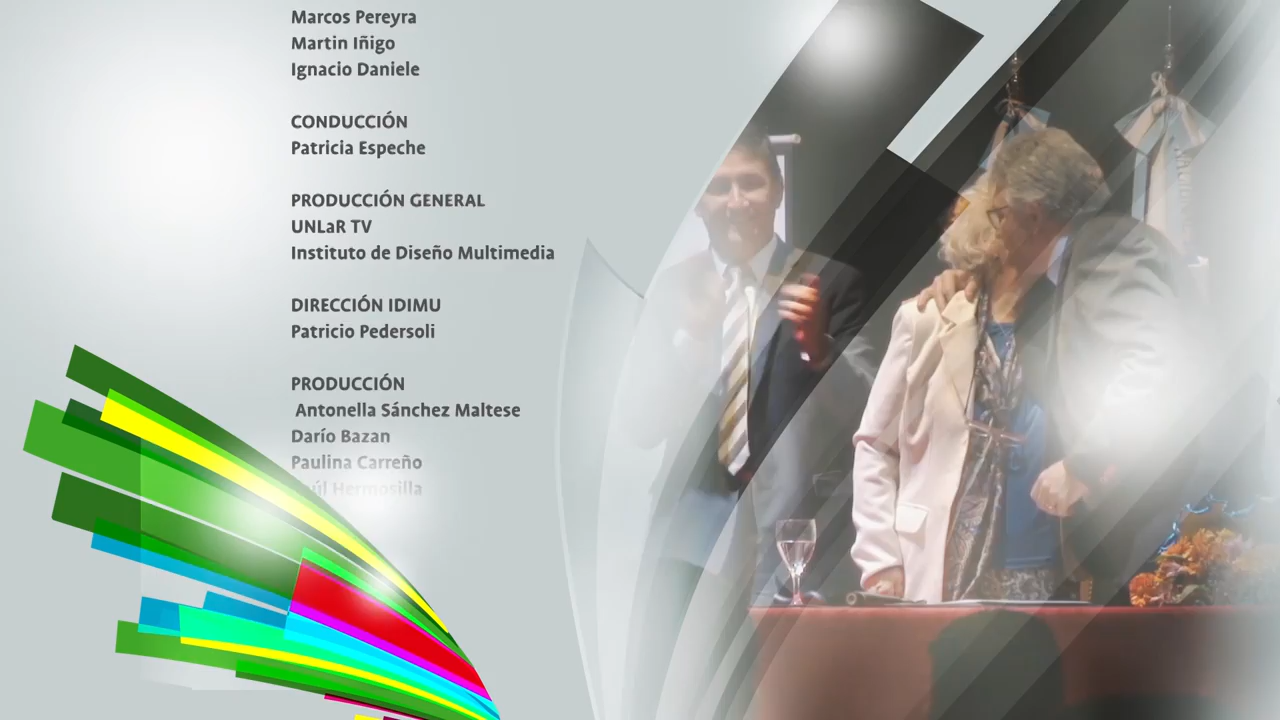 Marcos Pereyra
Martin Iñigo
Ignacio Daniele
CONDUCCIÓN
Patricia Espeche
PRODUCCIÓN GENERAL
UNLaR TV
Instituto de Diseño Multimedia
DIRECCIÓN IDIMU
Patricio Pedersoli
PRODUCCIÓN
Antonella Sánchez Maltese
Darío Bazan
Paulina Carreño
Hermosilla